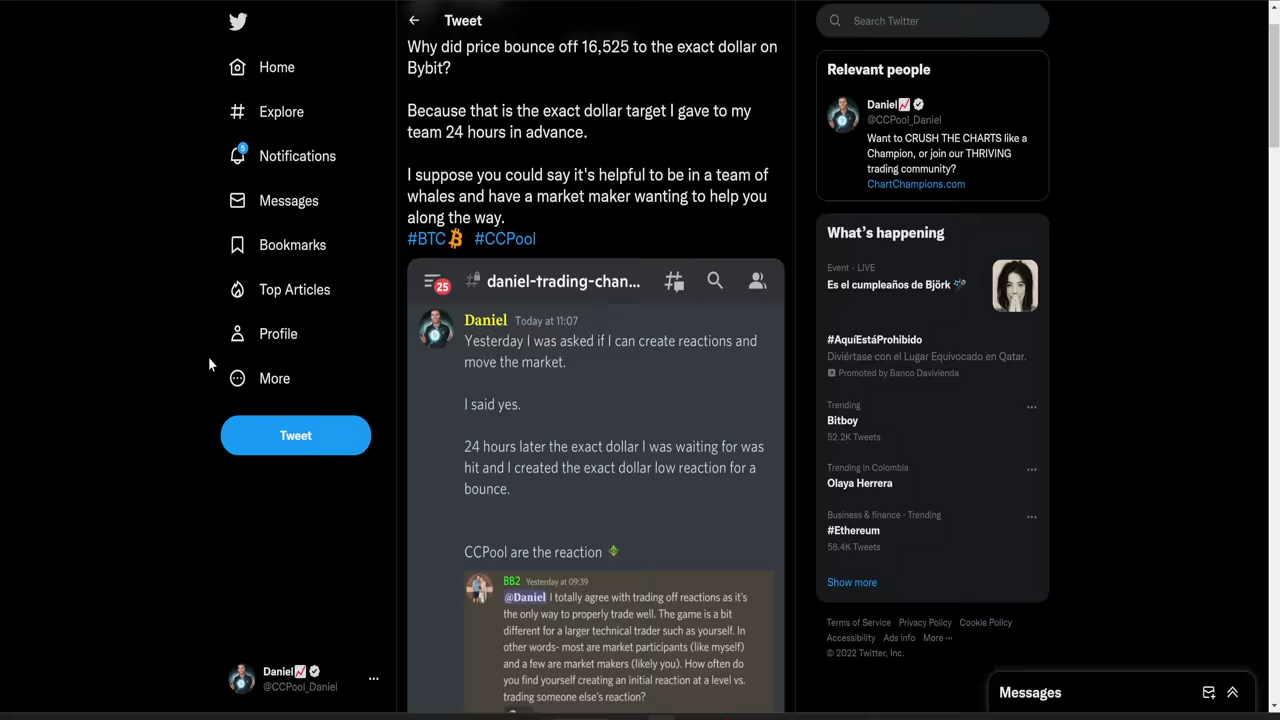 Home
Explore
5
Notifications
Messages
Bookmarks
Top Articles
Profile
More
Tweet
Daniel
@CCPool_Daniel
Tweet
Why did price bounce off 16,525 to the exact dollar on
Bybit?
Because that is the exact dollar target I gave to my
team 24 hours in advance.
I suppose you could say it's helpful to be in a team of
whales and have a market maker wanting to help you
along the way.
#BTC #CCPool
25
daniel-trading-chan...
Daniel Today at 11:07
Yesterday I was asked if I can create reactions and
move the market.
I said yes.
24 hours later the exact dollar I was waiting for was
hit and I created the exact dollar low reaction for a
bounce.
CCPool are the reaction
BB2 Yesterday at 09:39
@Daniel I totally agree with trading off reactions as it's
the only way to properly trade well. The game is a bit
different for a larger technical trader such as yourself. In
other words- most are market participants (like myself)
and a few are market makers (likely you). How often do
you find yourself creating an initial reaction at a level vs.
trading someone else's reaction?
Search Twitter
Relevant people
Daniel
@CCPool_Daniel
Want to CRUSH THE CHARTS like a
Champion, or join our THRIVING
trading community?
ChartChampions.com
What's happening
Event · LIVE
Es el cumpleaños de Björk
#AquíEstáProhibido
Diviértase con el Lugar Equivocado en Qatar.
Promoted by Banco Davivienda
Trending
Bitboy
52.2K Tweets
Trending in Colombia
Olaya Herrera
Business & finance · Trending
#Ethereum
58.4K Tweets
Show more
Terms of Service Privacy Policy Cookie Policy
Accessibility Ads info More ···
© 2022 Twitter, Inc.
Messages